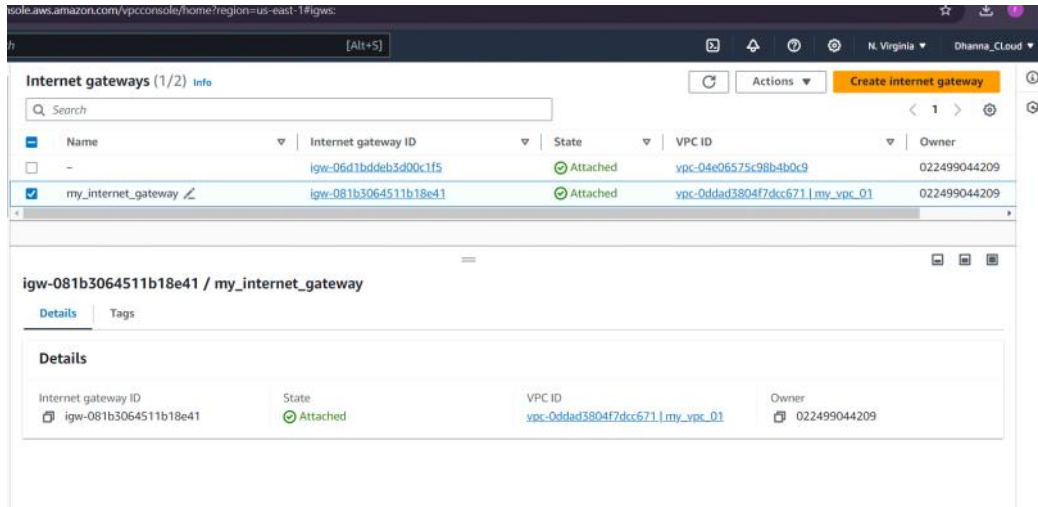 nsole.aws.amazon.com/vpcconsole/home?region=us-east-1#igws:
h [Alt+S] N. Virginia ▼ Dhanna_CLoud ▼
Internet gateways (1/2) Info Actions ▼ Create internet gateway
Search 1
Name Internet gateway ID State VPC ID Owner
– igw-06d1bddeb3d00c1f5 Attached vpc-04e06575c98b4b0c9 022499044209
my_internet_gateway igw-081b3064511b18e41 Attached vpc-0ddad3804f7dcc671 | my_vpc_01 022499044209
igw-081b3064511b18e41 / my_internet_gateway
Details Tags
Details
Internet gateway ID State VPC ID Owner
igw-081b3064511b18e41 Attached vpc-0ddad3804f7dcc671 | my_vpc_01 022499044209